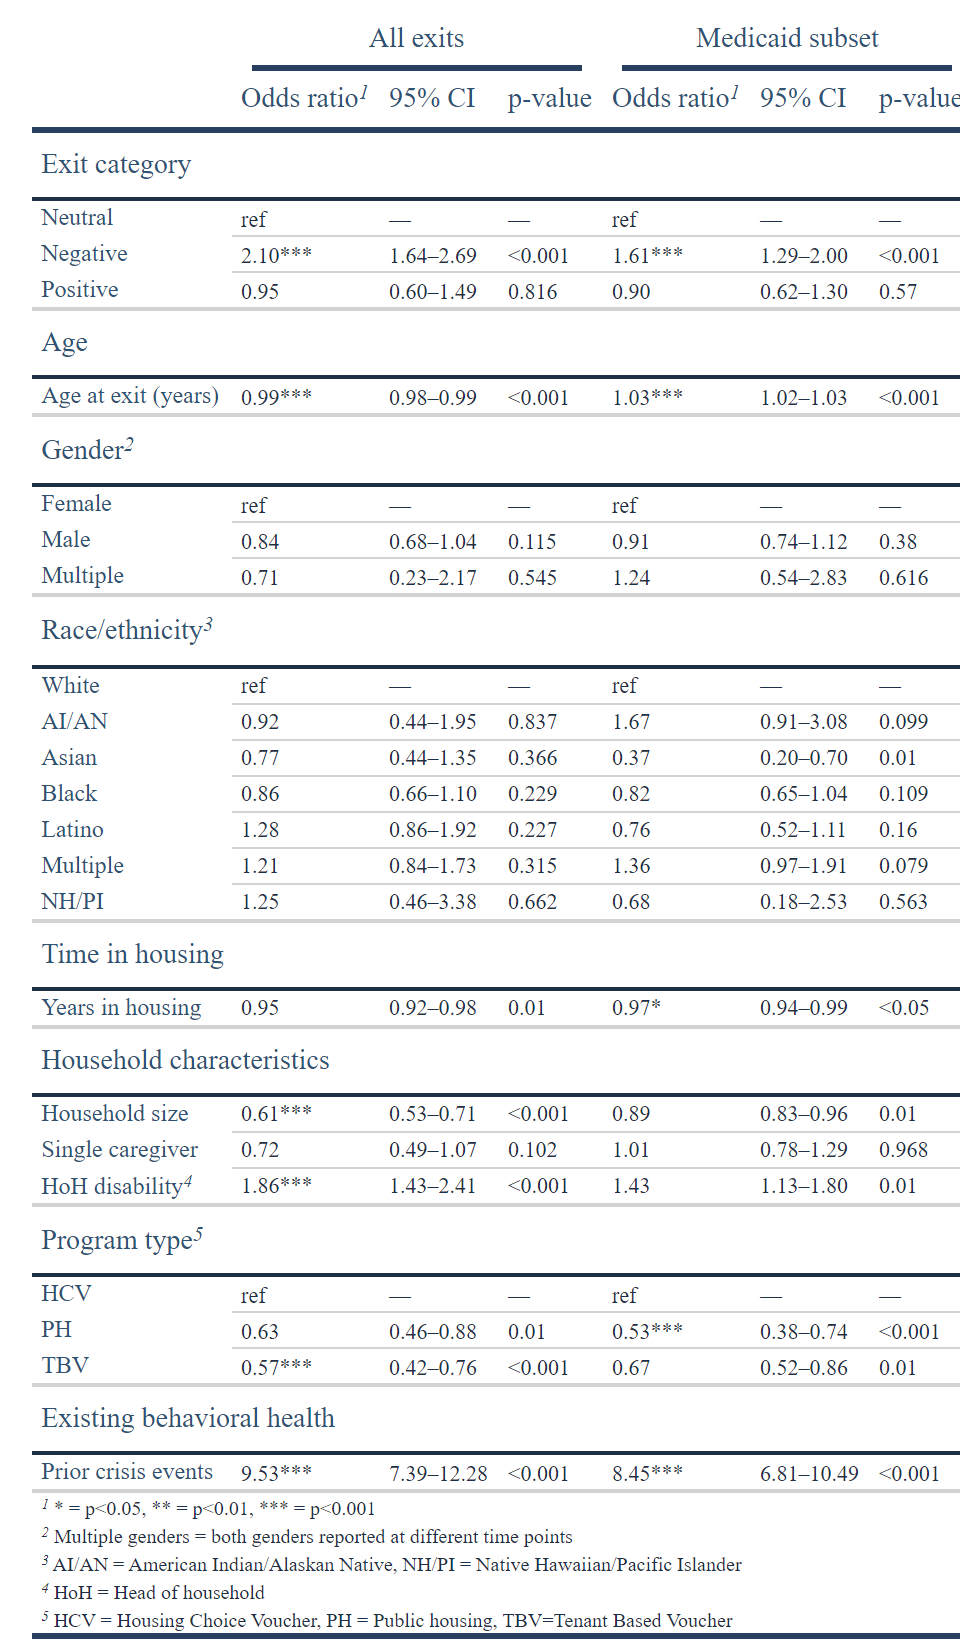 All exits Medicaid subset
Odds ratio1 95% CI p-value Odds ratio1 95% CI p-value
Exit category
Neutral ref — — ref — —
Negative 2.10*** 1.64–2.69 <0.001 1.61*** 1.29–2.00 <0.001
Positive 0.95 0.60–1.49 0.816 0.90 0.62–1.30 0.57
Age
Age at exit (years) 0.99*** 0.98–0.99 <0.001 1.03*** 1.02–1.03 <0.001
Gender2
Female ref — — ref — —
Male 0.84 0.68–1.04 0.115 0.91 0.74–1.12 0.38
Multiple 0.71 0.23–2.17 0.545 1.24 0.54–2.83 0.616
Race/ethnicity3
White ref — — ref — —
AI/AN 0.92 0.44–1.95 0.837 1.67 0.91–3.08 0.099
Asian 0.77 0.44–1.35 0.366 0.37 0.20–0.70 0.01
Black 0.86 0.66–1.10 0.229 0.82 0.65–1.04 0.109
Latino 1.28 0.86–1.92 0.227 0.76 0.52–1.11 0.16
Multiple 1.21 0.84–1.73 0.315 1.36 0.97–1.91 0.079
NH/PI 1.25 0.46–3.38 0.662 0.68 0.18–2.53 0.563
Time in housing
Years in housing 0.95 0.92–0.98 0.01 0.97* 0.94–0.99 <0.05
Household characteristics
Household size 0.61*** 0.53–0.71 <0.001 0.89 0.83–0.96 0.01
Single caregiver 0.72 0.49–1.07 0.102 1.01 0.78–1.29 0.968
HoH disability4 1.86*** 1.43–2.41 <0.001 1.43 1.13–1.80 0.01
Program type5
HCV ref — — ref — —
PH 0.63 0.46–0.88 0.01 0.53*** 0.38–0.74 <0.001
TBV 0.57*** 0.42–0.76 <0.001 0.67 0.52–0.86 0.01
Existing behavioral health
Prior crisis events 9.53*** 7.39–12.28 <0.001 8.45*** 6.81–10.49 <0.001
1 * = p<0.05, ** = p<0.01, *** = p<0.001
2 Multiple genders = both genders reported at different time points
3 AI/AN = American Indian/Alaskan Native, NH/PI = Native Hawaiian/Pacific Islander
4 HoH = Head of household
5 HCV = Housing Choice Voucher, PH = Public housing, TBV=Tenant Based Voucher